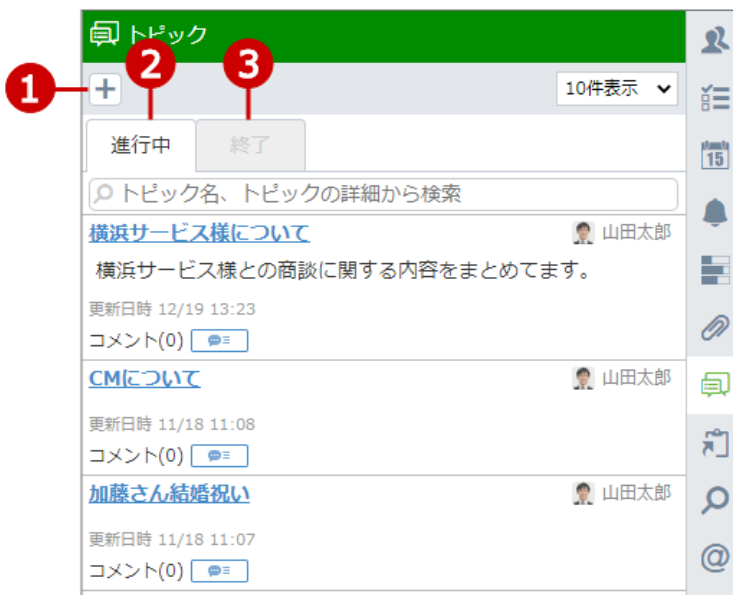 トピック
1
2
3
10件表示
進行中
終了
15
トピック名、トピックの詳細から検索
横浜サービス様について
山田太郎
横浜サービス様との商談に関する内容をまとめてます。
更新日時 12/19 13:23
コメント(0)
CMについて
山田太郎
更新日時 11/18 11:08
コメント(0)
加藤さん結婚祝い
山田太郎
更新日時 11/18 11:07
コメント(0)
@